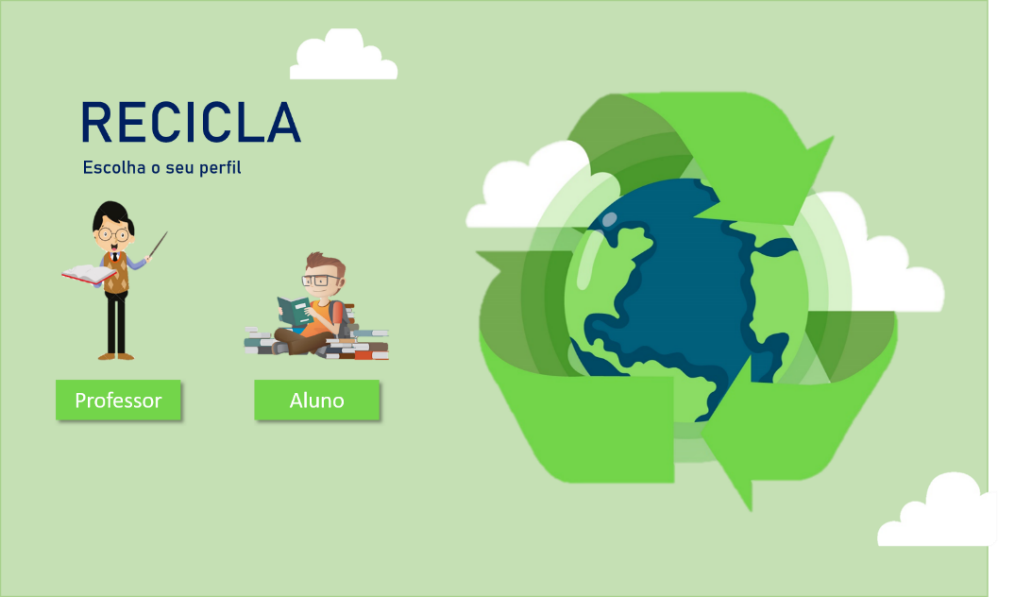 RECICLA
Escolha o seu perfil
Professor
Aluno